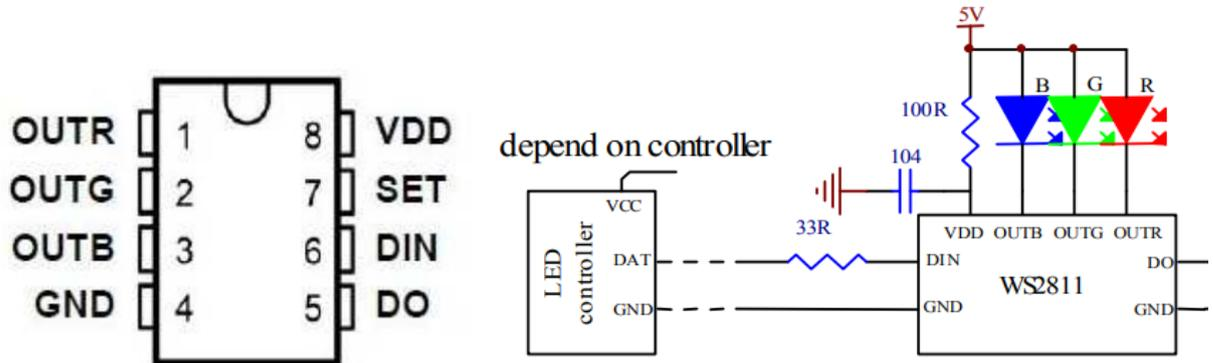 OUTR 1 8 VDD
OUTG 2 7 SET
OUTB 3 6 DIN
GND 4 5 DO
5V
B G R
100R
depend on controller
104
VCC
33R
VDD OUTB OUTG OUTR
LED controller
DAT
DIN
DO
WS2811
GND
GND
GND